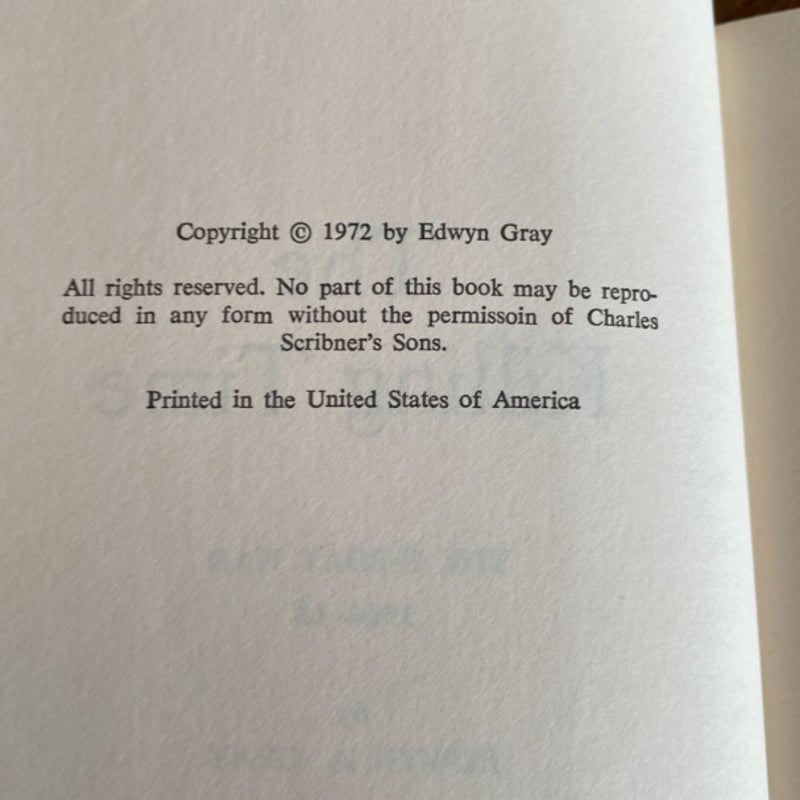 Copyright © 1972 by Edwyn Gray
All rights reserved. No part of this book may be repro-
duced in any form without the permissoin of Charles
Scribner's Sons.
Printed in the United States of America